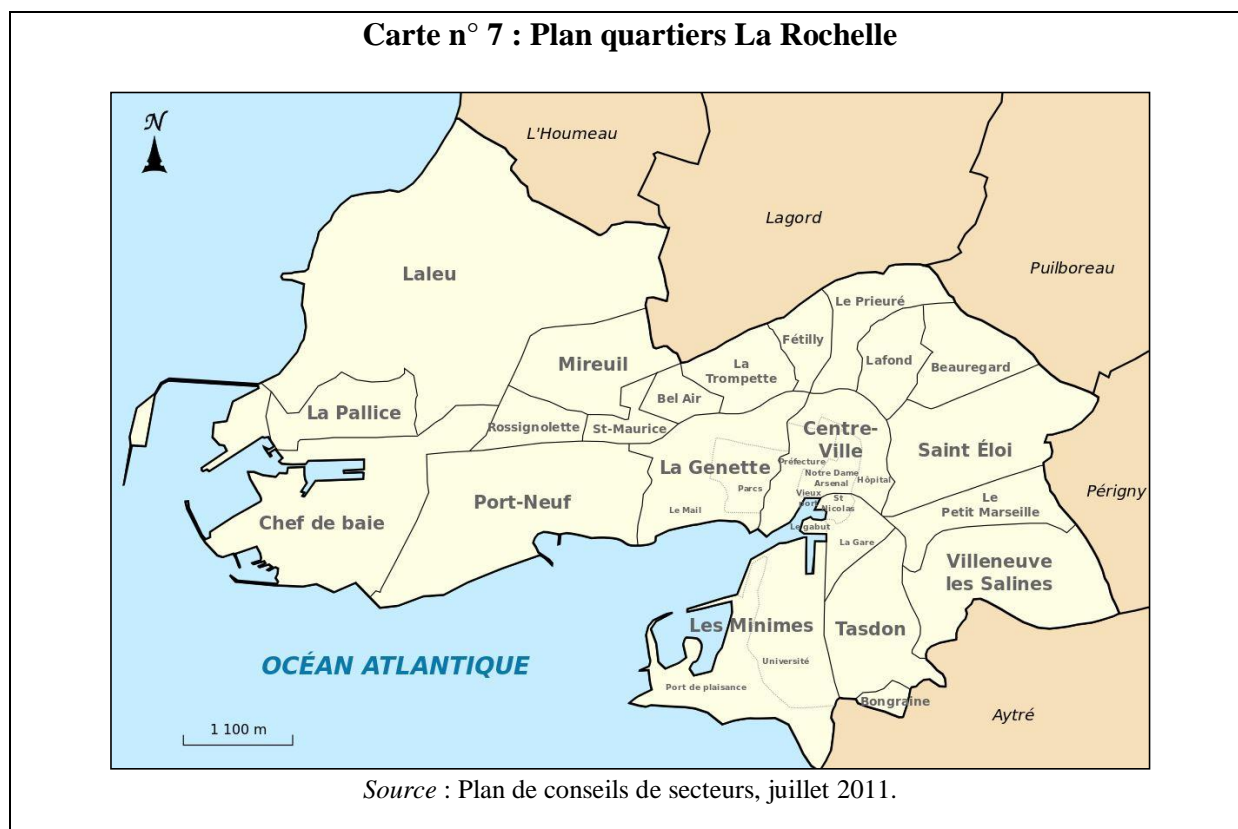 Carte n° 7 : Plan quartiers La Rochelle
N
L'Houmeau
Lagord
Puilboreau
Laleu
Le Prieuré
Fétilly
Mireuil
La
Trompette
Lafond
Beauregard
Bel Air
La Pallice
Rossignolette
St-Maurice
Centre-
Ville
Saint Éloi
La Genette
Préfecture
Notre Dame
Arsenal
Hôpital
Parcs
Vieux
port
St
Nicolas
Port-Neuf
Le
Petit Marseille
Périgny
Le Mail
Chef de baie
Le gabut
La Gare
Villeneuve
les Salines
Les Minimes
Tasdon
OCÉAN ATLANTIQUE
Université
Port de plaisance
Bongraine
Aytré
1 100 m
Source : Plan de conseils de secteurs, juillet 2011.